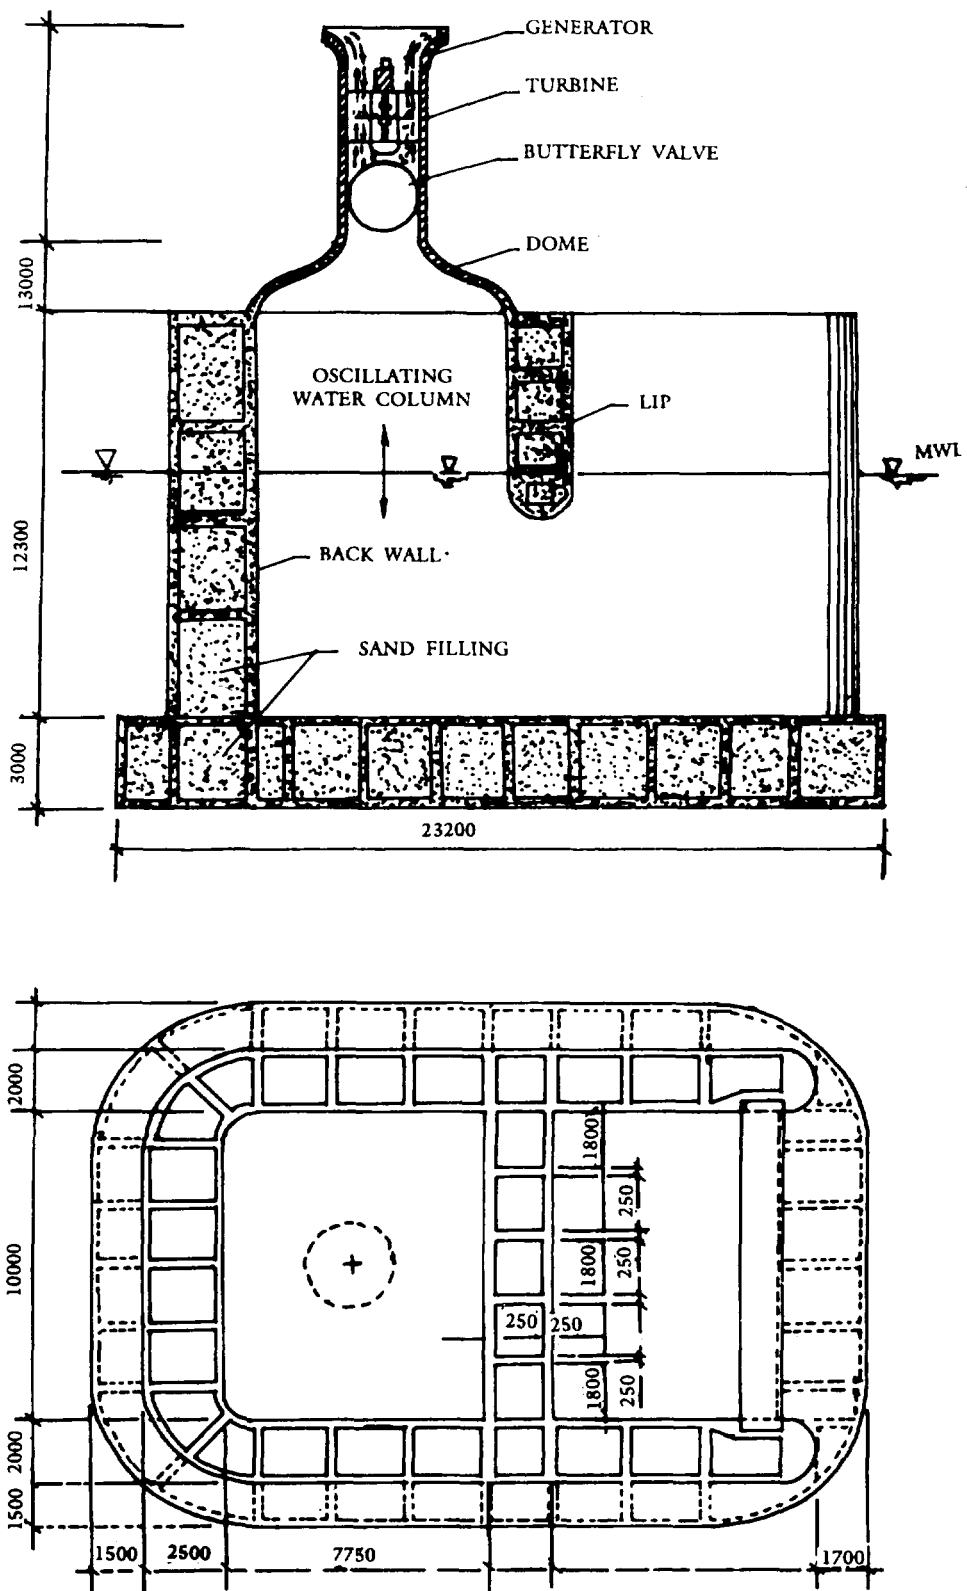 GENERATOR
TURBINE
BUTTERFLY VALVE
DOME
13000
OSCILLATING
WATER COLUMN
LIP
MWL
12300
BACK WALL
SAND FILLING
3000
23200
2000
1800
250
10000
1800
250
250
250
1800
250
2000
1500
1500
2500
7750
1700